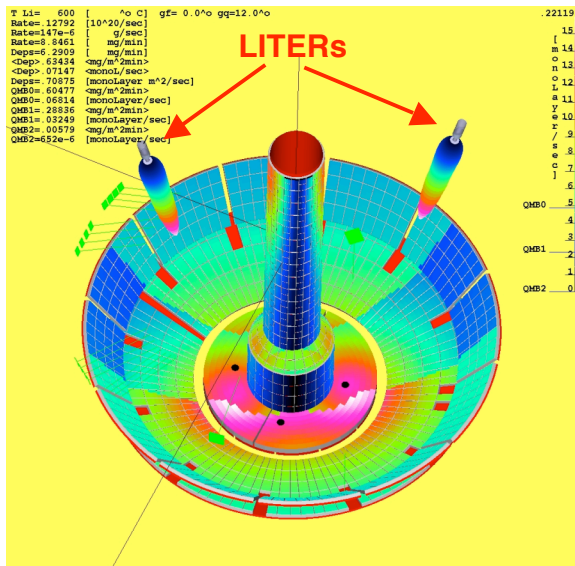 T Li=   600 [     ^o C]  gf= 0.0^o gq=12.0^o
.22119
Rate=.12792 [10^20/sec]
Rate=147e-6 [    g/sec]
Rate=8.8461 [   mg/min]
Deps=6.2909 [   mg/min]
<Dep>.63434 <mg/m^2min>
<Dep>.07147 <monoL/sec>
Deps=.70875 [monoLayer m^2/sec]
QMB0=.60477 <mg/m^2min>
QMB0=.06814 [monoLayer/sec]
QMB1=.28836 <mg/m^2min>
QMB1=.03249 [monoLayer/sec]
QMB2=.00579 <mg/m^2min>
QMB2=652e-6 [monoLayer/sec]
LITERs
[monoLayer/sec]
15
14
13
12
11
10
9
8
7
6
QMB0
5
4
3
QMB1
2
1
QMB2
0